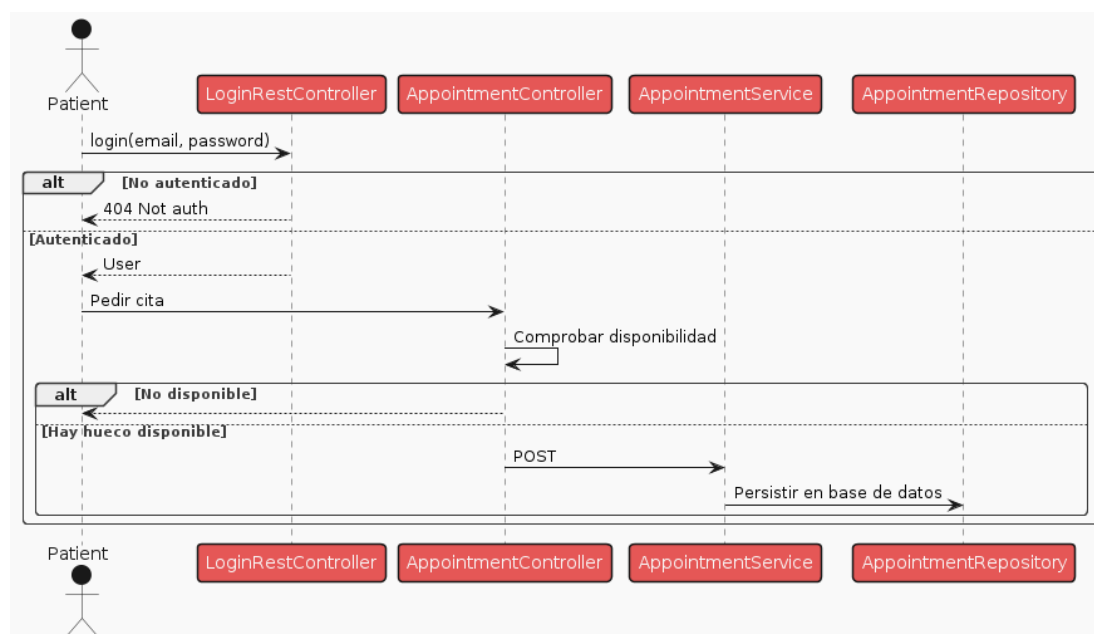 Patient
LoginRestController
AppointmentController
AppointmentService
AppointmentRepository
login(email, password)
alt
[No autenticado]
404 Not auth
[Autenticado]
User
Pedir cita
Comprobar disponibilidad
alt
[No disponible]
[Hay hueco disponible]
POST
Persistir en base de datos
Patient
LoginRestController
AppointmentController
AppointmentService
AppointmentRepository